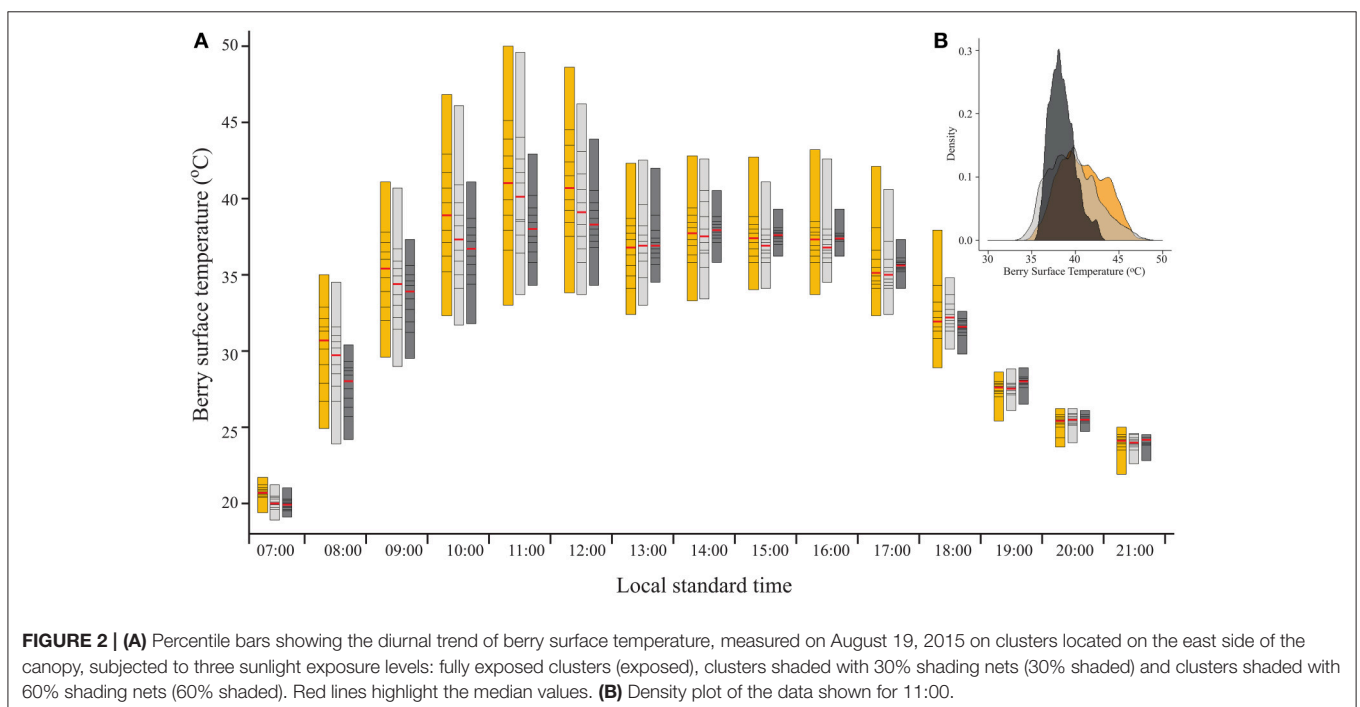 A
50
45
40
35
30
25
20
Berry surface temperature (°C)
07:00 08:00 09:00 10:00 11:00 12:00 13:00 14:00 15:00 16:00 17:00 18:00 19:00 20:00 21:00
Local standard time
B
0.3
0.2
0.1
0.0
Density
30 35 40 45 50
Berry Surface Temperature (°C)
FIGURE 2 | (A) Percentile bars showing the diurnal trend of berry surface temperature, measured on August 19, 2015 on clusters located on the east side of the
canopy, subjected to three sunlight exposure levels: fully exposed clusters (exposed), clusters shaded with 30% shading nets (30% shaded) and clusters shaded with
60% shading nets (60% shaded). Red lines highlight the median values. (B) Density plot of the data shown for 11:00.